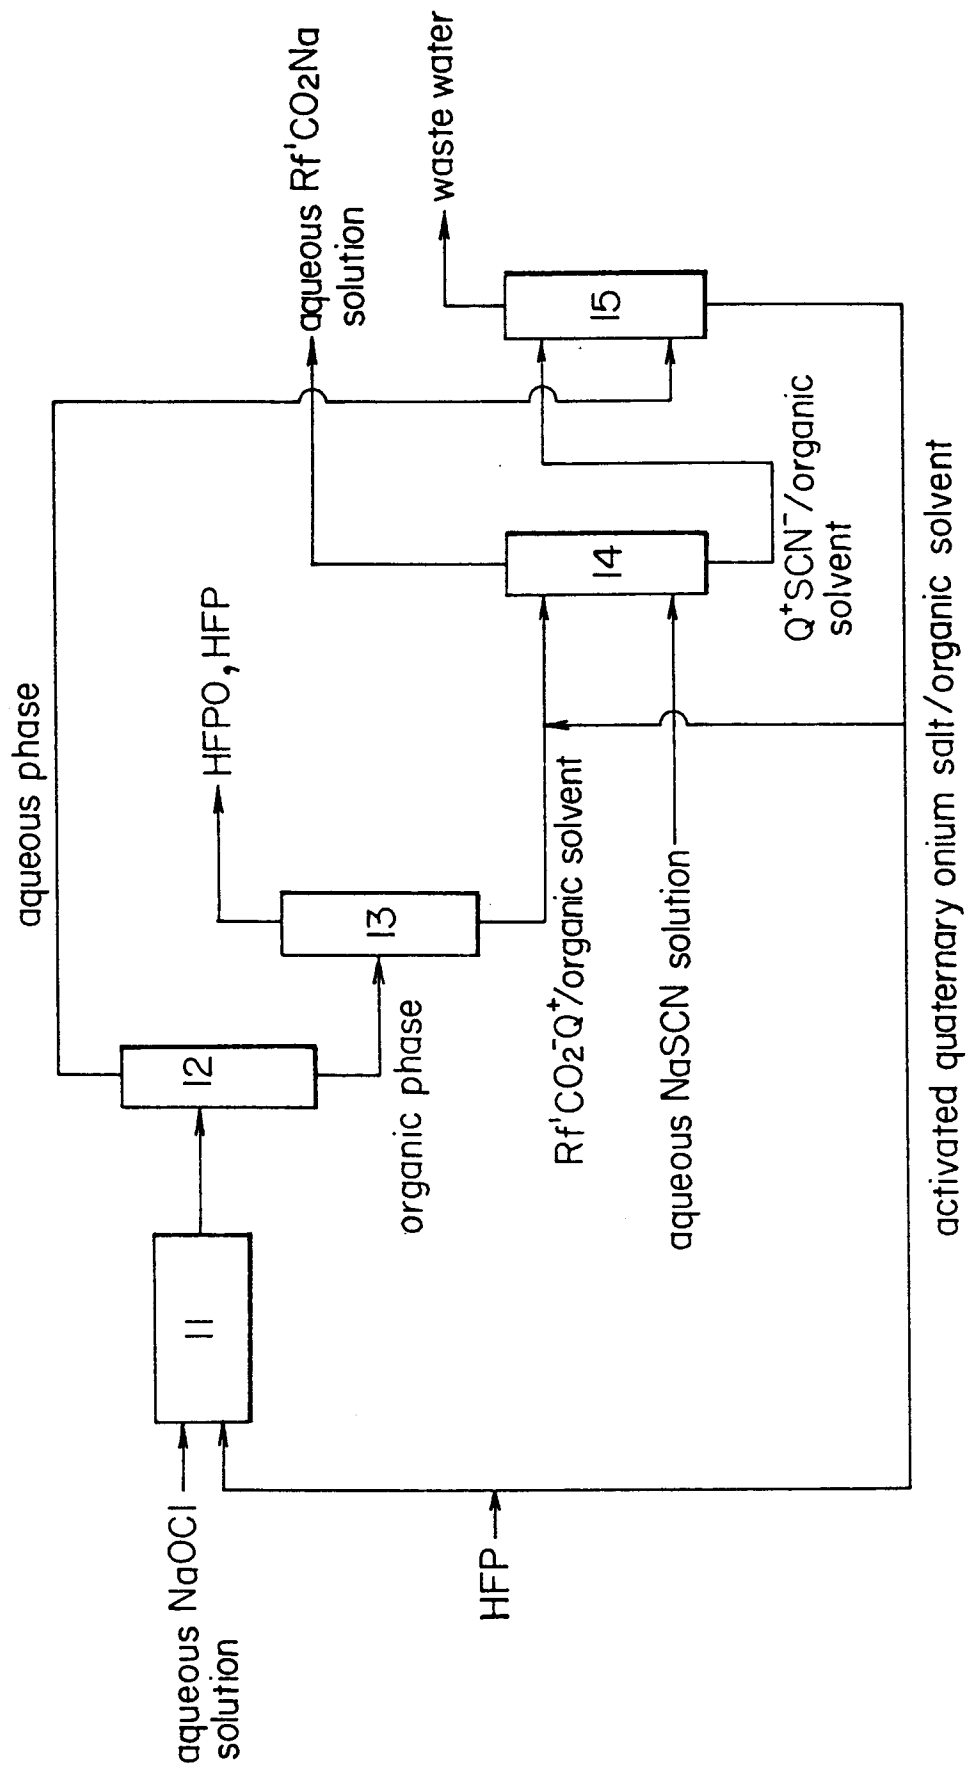 aqueous phase
aqueous NaOCl
solution
11
12
organic phase
13
HFPO, HFP
HFP
Rf'CO2⁻Q⁺/organic solvent
aqueous NaSCN solution
14
aqueous Rf'CO2Na
solution
Q⁺SCN⁻/organic
solvent
15
waste water
activated quaternary onium salt/organic solvent